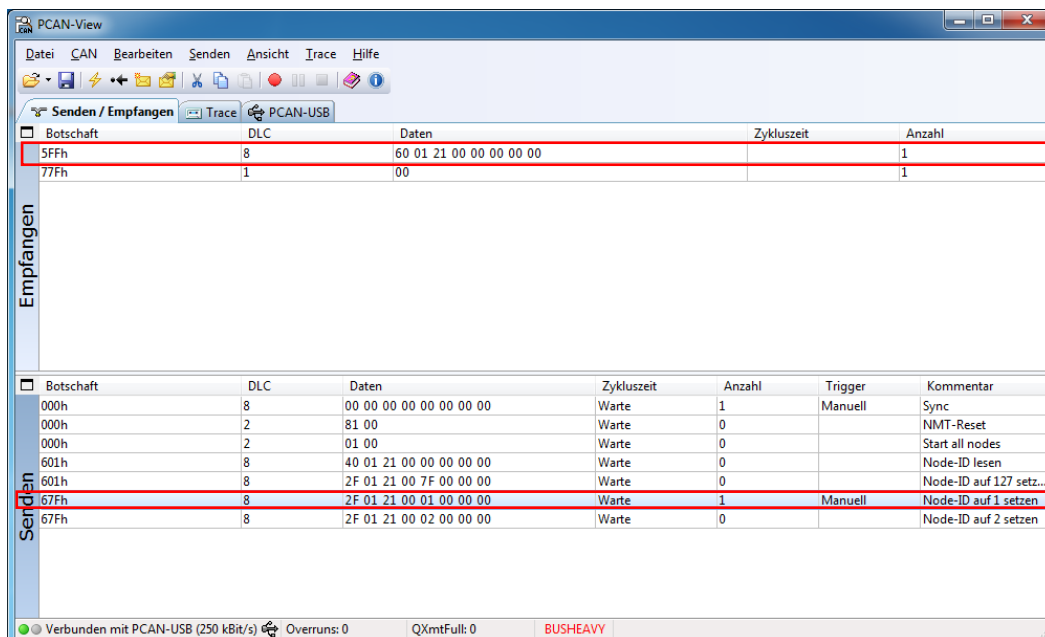 PCAN-View
Datei CAN Bearbeiten Senden Ansicht Trace Hilfe
Senden / Empfangen Trace PCAN-USB
Botschaft DLC Daten Zykluszeit Anzahl
5FFh 8 60 01 21 00 00 00 00 00 1
77Fh 1 00 1
Empfangen
Botschaft DLC Daten Zykluszeit Anzahl Trigger Kommentar
000h 8 00 00 00 00 00 00 00 00 Warte 1 Manuell Sync
000h 2 81 00 Warte 0 NMT-Reset
000h 2 01 00 Warte 0 Start all nodes
601h 8 40 01 21 00 00 00 00 00 Warte 0 Node-ID lesen
601h 8 2F 01 21 00 7F 00 00 00 Warte 0 Node-ID auf 127 setz...
67Fh 8 2F 01 21 00 01 00 00 00 Warte 1 Manuell Node-ID auf 1 setzen
67Fh 8 2F 01 21 00 02 00 00 00 Warte 0 Node-ID auf 2 setzen
Senden
Verbunden mit PCAN-USB (250 kBit/s) Overruns: 0 QXmtFull: 0 BUSHEAVY